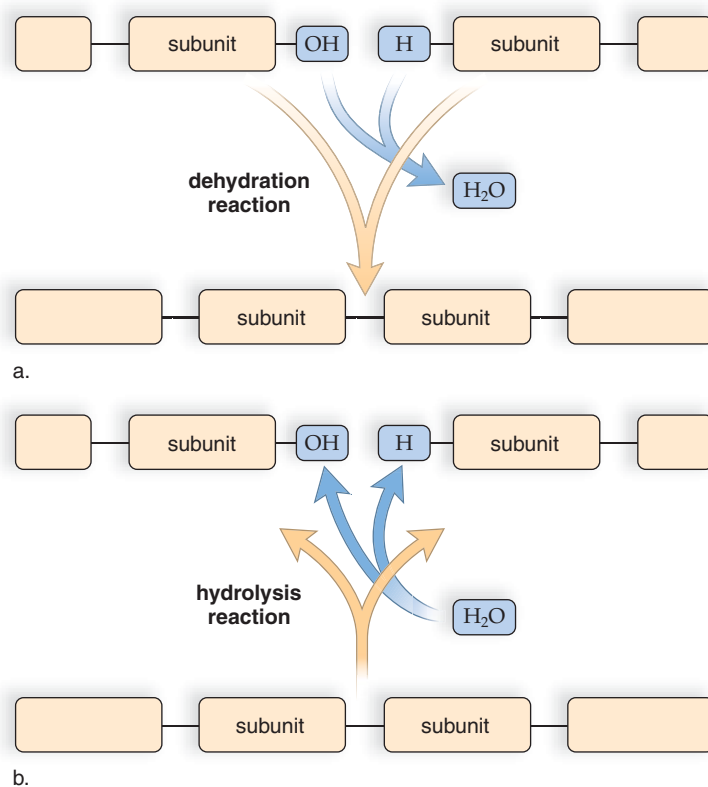 subunit OH H subunit
dehydration
reaction
H₂O
subunit subunit
a.
subunit OH H subunit
hydrolysis
reaction
H₂O
subunit subunit
b.